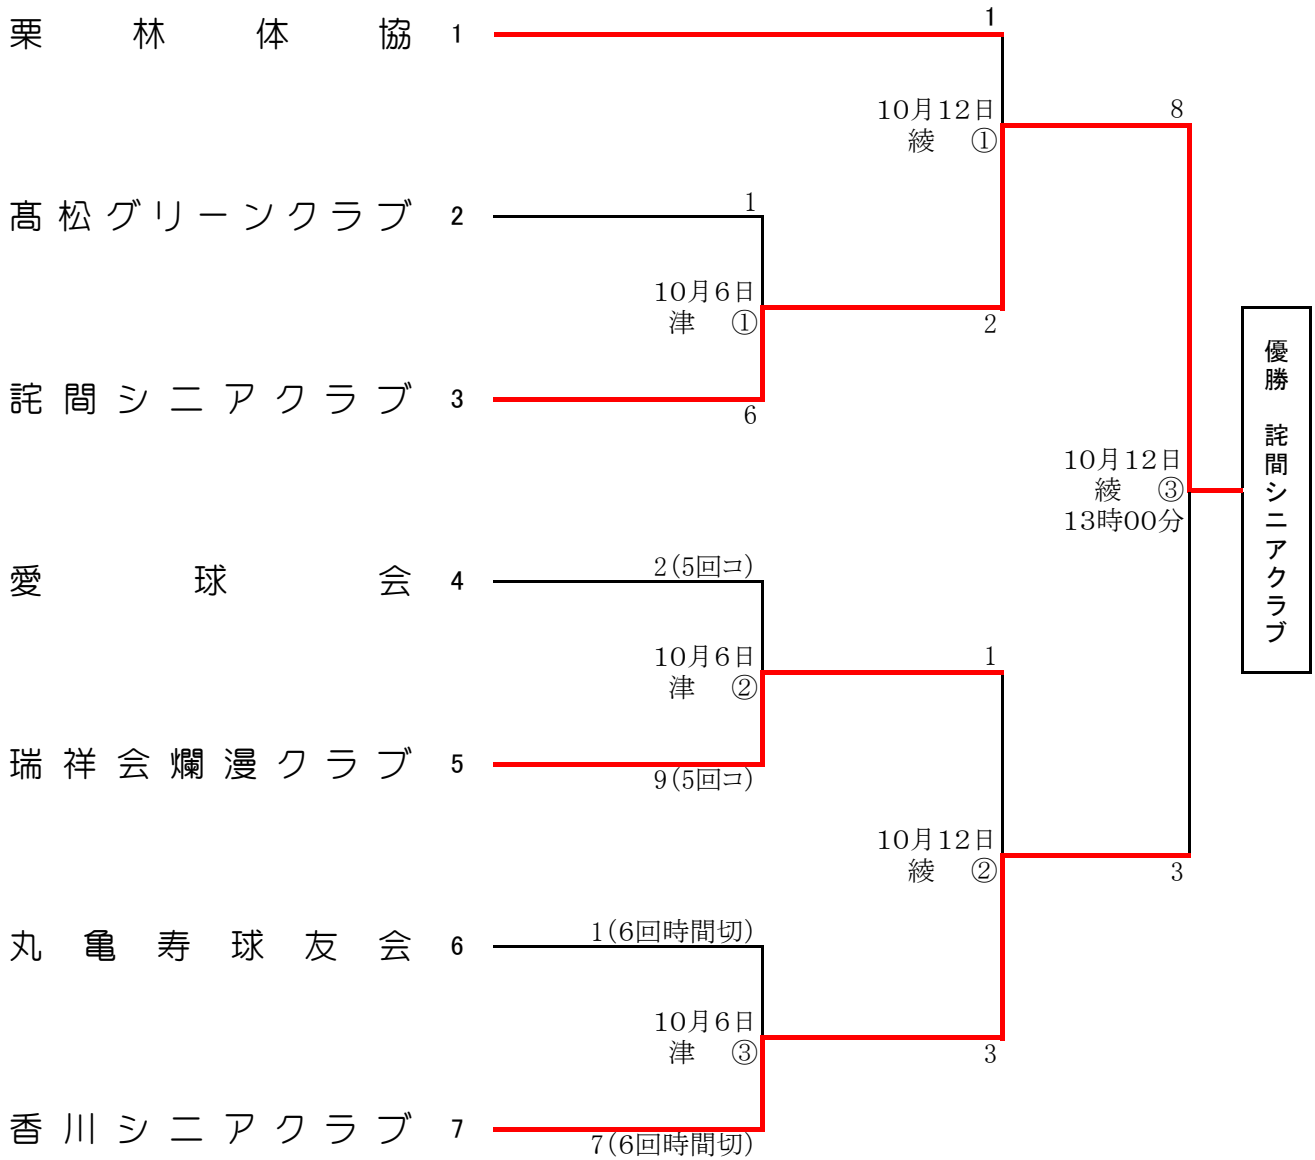 栗林体協 1
1
10月12日
綾 ①
8
髙松グリーンクラブ 2
1
10月6日
津 ①
2
詫間シニアクラブ 3
6
優勝 詫間シニアクラブ
10月12日
綾 ③
13時00分
愛球会 4
2(5回コ)
10月6日
津 ②
1
瑞祥会爛漫クラブ 5
9(5回コ)
10月12日
綾 ②
3
丸亀寿球友会 6
1(6回時間切)
10月6日
津 ③
3
香川シニアクラブ 7
7(6回時間切)